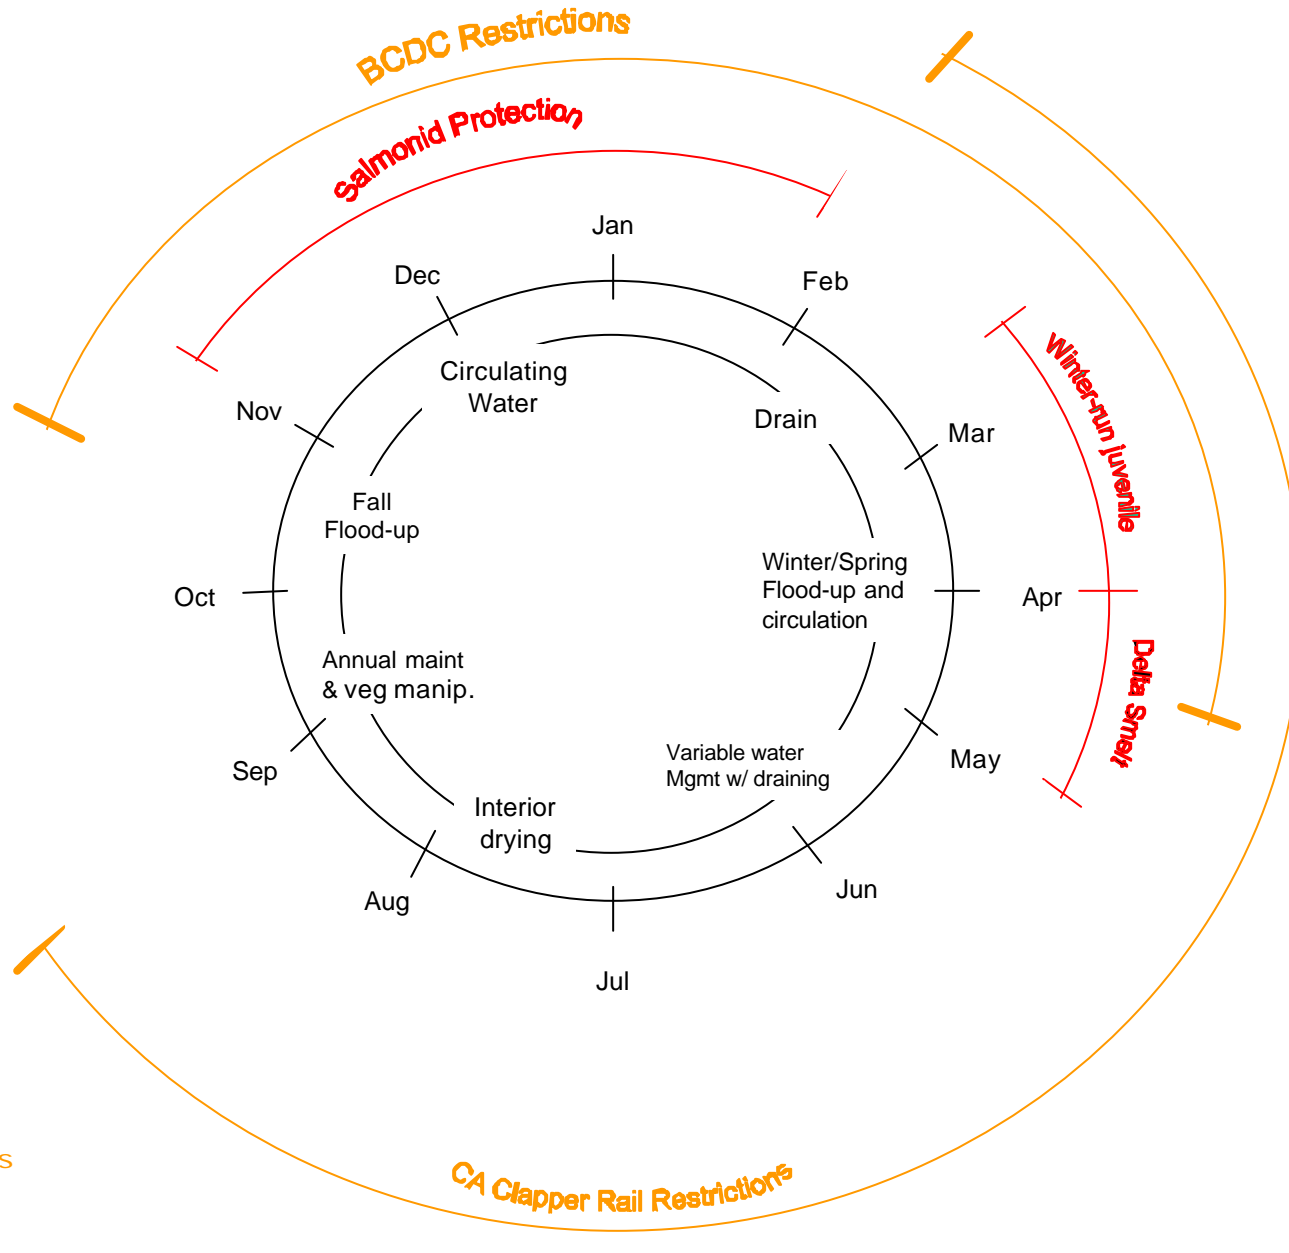 BCDC Restrictions
Salmonid Protection
Jan
Dec
Feb
Circulating
Water
Drain
Nov
Mar
Winter-run juvenile
Fall
Flood-up
Winter/Spring
Flood-up and
circulation
Oct
Apr
Annual maint
& veg manip.
Delta Smelt
Sep
Variable water
Mgmt w/ draining
May
Interior
drying
Aug
Jun
Jul
s
CA Clapper Rail Restrictions